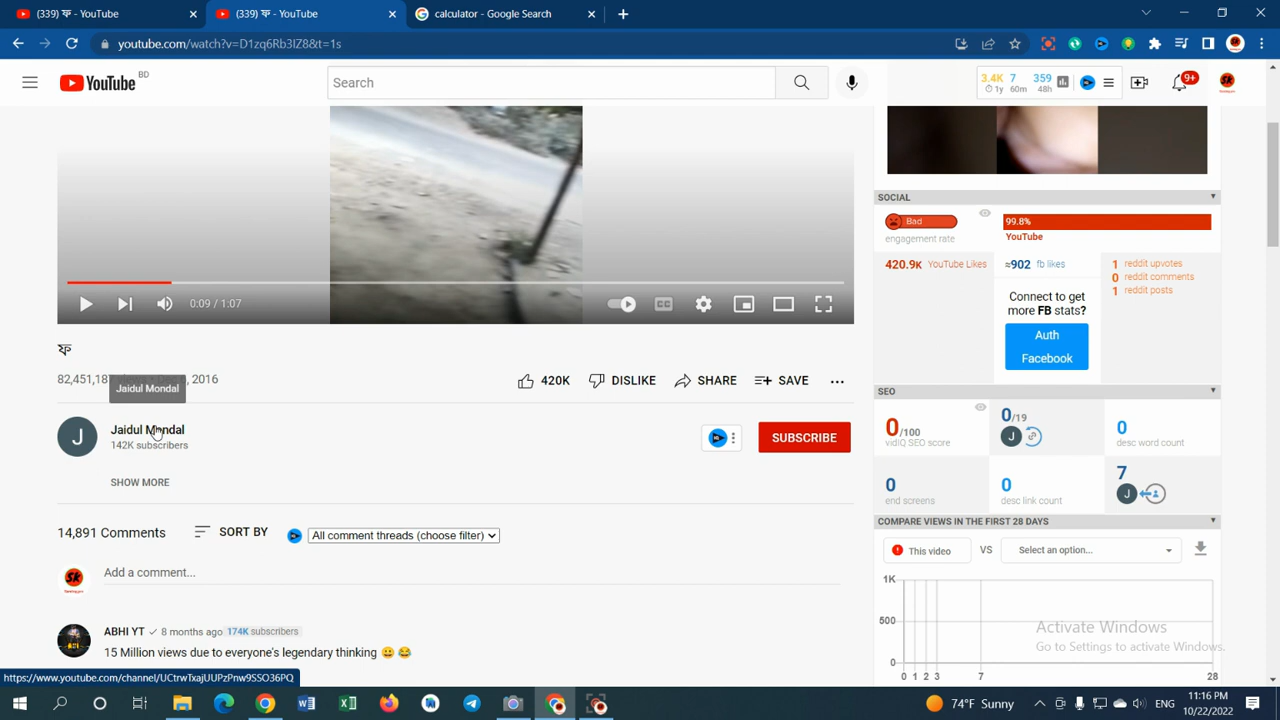 (339) ফ - YouTube
(339) ফ - YouTube
calculator - Google Search
youtube.com/watch?v=D1zq6Rb3IZ8&t=1s
YouTube BD
Search
3.4K 7 359
1y 60m 48h
9+
0:09 / 1:07
ফ
82,451,18
2016
Jaidul Mondal
420K
DISLIKE
SHARE
SAVE
Jaidul Mondal
142K subscribers
SUBSCRIBE
SHOW MORE
14,891 Comments
SORT BY
All comment threads (choose filter)
Add a comment...
ABHI YT 8 months ago 174K subscribers
15 Million views due to everyone's legendary thinking 😀 😂
https://www.youtube.com/channel/UCtrwTxajUUPzPnw9SSO36PQ
SOCIAL
Bad
engagement rate
99.8%
YouTube
420.9K YouTube Likes
≈902 fb likes
1 reddit upvotes
0 reddit comments
1 reddit posts
Connect to get
more FB stats?
Auth
Facebook
SEO
0/100
vidIQ SEO score
0/19
J
0
desc word count
0
end screens
0
desc link count
7
J
COMPARE VIEWS IN THE FIRST 28 DAYS
This video
VS
Select an option...
1K
500
0
0 1 2 3 7 28
Activate Windows
Go to Settings to activate Windows.
74°F Sunny
ENG
11:16 PM
10/22/2022